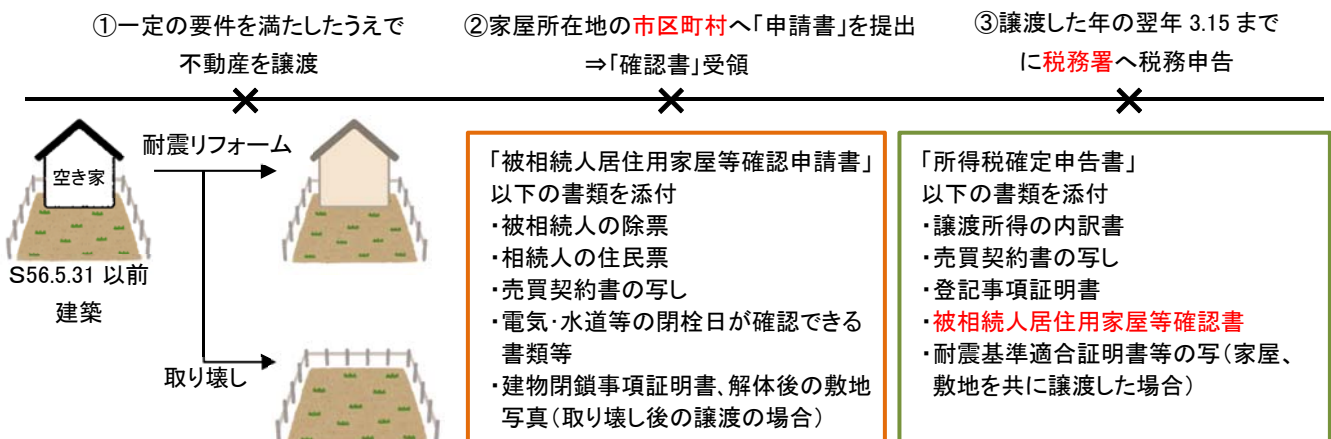 ①一定の要件を満たしたうえで
不動産を譲渡
②家屋所在地の市区町村へ「申請書」を提出
⇒「確認書」受領
③譲渡した年の翌年 3.15 まで
に税務署へ税務申告
空き家
S56.5.31 以前
建築
耐震リフォーム
取り壊し
「被相続人居住用家屋等確認申請書」
以下の書類を添付
・被相続人の除票
・相続人の住民票
・売買契約書の写し
・電気・水道等の閉栓日が確認できる
書類等
・建物閉鎖事項証明書、解体後の敷地
写真(取り壊し後の譲渡の場合)
「所得税確定申告書」
以下の書類を添付
・譲渡所得の内訳書
・売買契約書の写し
・登記事項証明書
・被相続人居住用家屋等確認書
・耐震基準適合証明書等の写(家屋、
敷地を共に譲渡した場合)